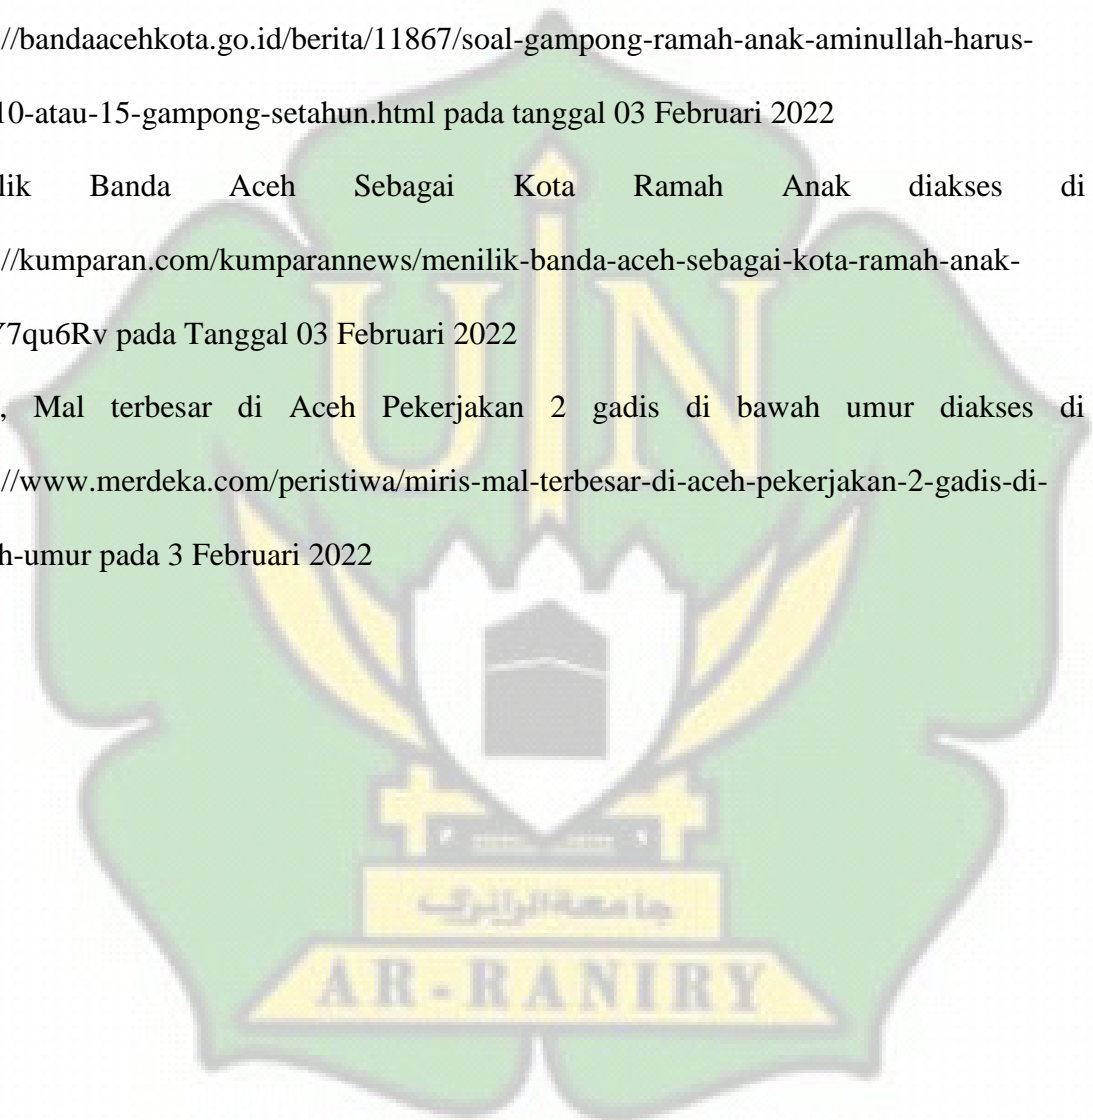 ://bandaacehkota.go.id/berita/11867/soal-gampong-ramah-anak-aminullah-harus-
10-atau-15-gampong-setahun.html pada tanggal 03 Februari 2022
lik Banda Aceh Sebagai Kota Ramah Anak diakses di
://kumparan.com/kumparannews/menilik-banda-aceh-sebagai-kota-ramah-anak-
Y7qu6Rv pada Tanggal 03 Februari 2022
, Mal terbesar di Aceh Pekerjakan 2 gadis di bawah umur diakses di
://www.merdeka.com/peristiwa/miris-mal-terbesar-di-aceh-pekerjakan-2-gadis-di-
h-umur pada 3 Februari 2022
UIN
جامعة الرانري
AR-RANIRY